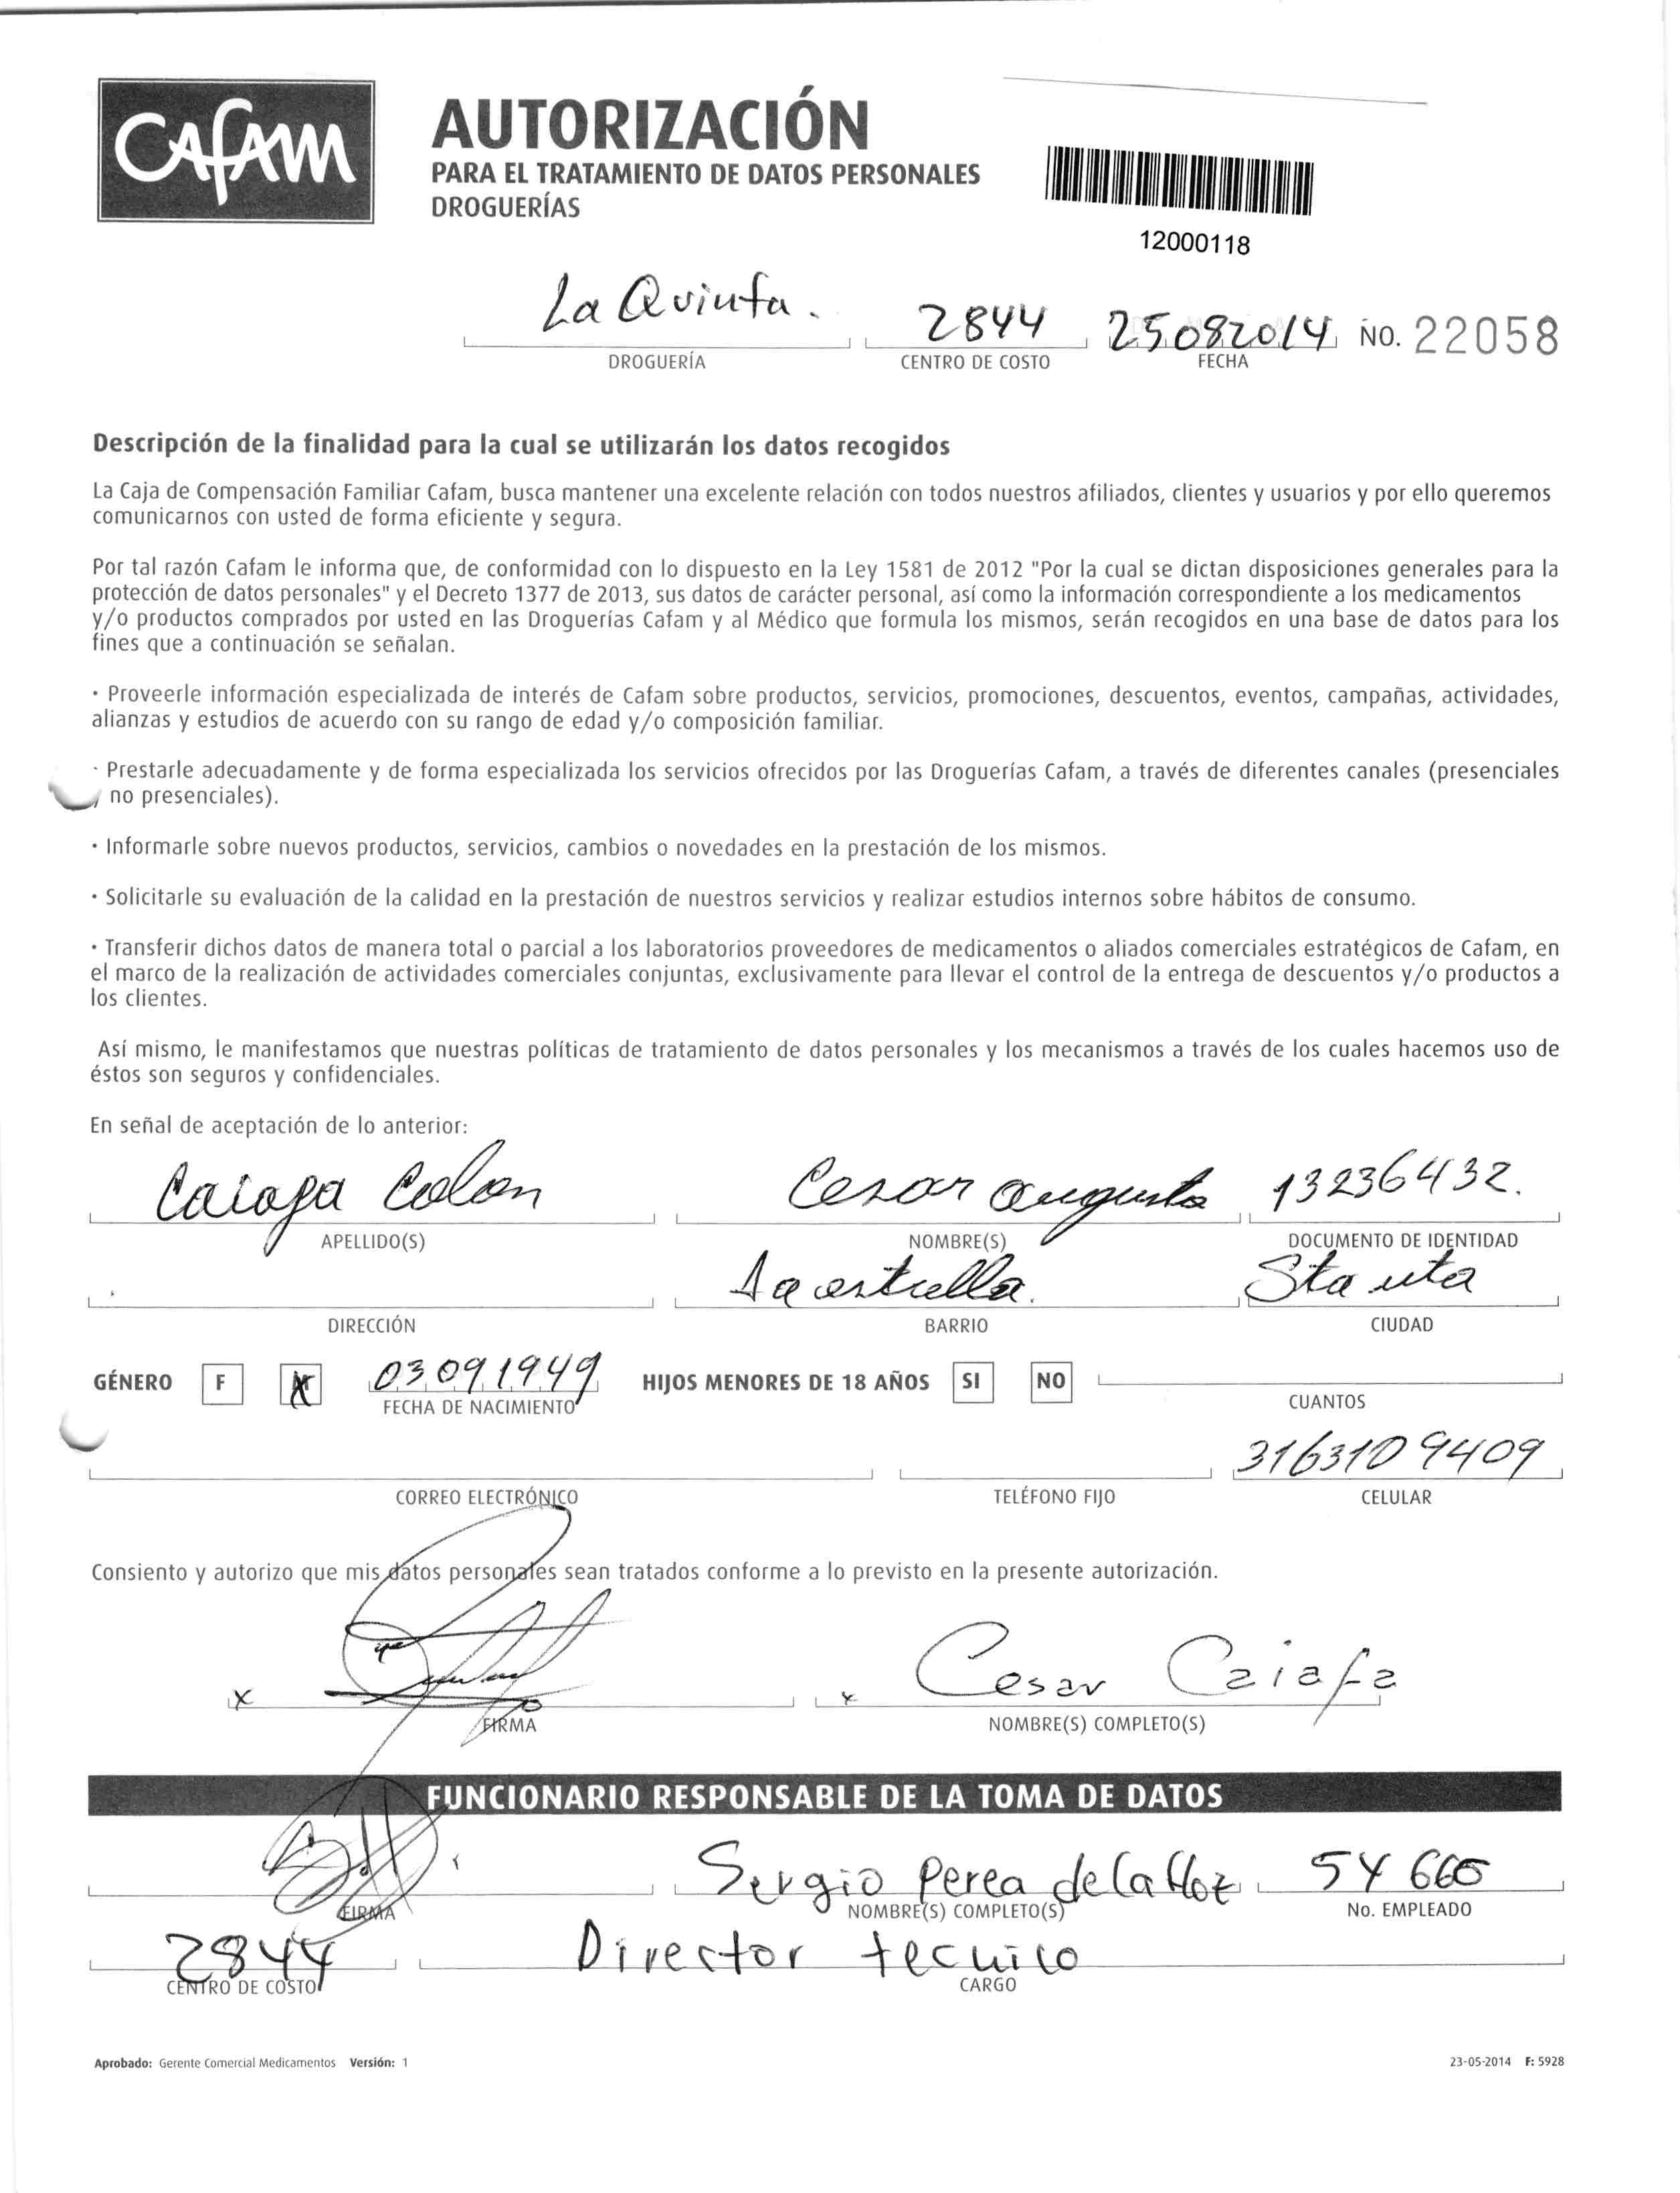 CAfAM
AUTORIZACIÓN
PARA EL TRATAMIENTO DE DATOS PERSONALES
DROGUERÍAS
12000118
La Quinta. 2844 25082014 NO. 22058
DROGUERÍA CENTRO DE COSTO FECHA
Descripción de la finalidad para la cual se utilizarán los datos recogidos
La Caja de Compensación Familiar Cafam, busca mantener una excelente relación con todos nuestros afiliados, clientes y usuarios y por ello queremos
comunicarnos con usted de forma eficiente y segura.
Por tal razón Cafam le informa que, de conformidad con lo dispuesto en la Ley 1581 de 2012 "Por la cual se dictan disposiciones generales para la
protección de datos personales" y el Decreto 1377 de 2013, sus datos de carácter personal, así como la información correspondiente a los medicamentos
y/o productos comprados por usted en las Droguerías Cafam y al Médico que formula los mismos, serán recogidos en una base de datos para los
fines que a continuación se señalan.
· Proveerle información especializada de interés de Cafam sobre productos, servicios, promociones, descuentos, eventos, campañas, actividades,
alianzas y estudios de acuerdo con su rango de edad y/o composición familiar.
· Prestarle adecuadamente y de forma especializada los servicios ofrecidos por las Droguerías Cafam, a través de diferentes canales (presenciales
no presenciales).
· Informarle sobre nuevos productos, servicios, cambios o novedades en la prestación de los mismos.
· Solicitarle su evaluación de la calidad en la prestación de nuestros servicios y realizar estudios internos sobre hábitos de consumo.
· Transferir dichos datos de manera total o parcial a los laboratorios proveedores de medicamentos o aliados comerciales estratégicos de Cafam, en
el marco de la realización de actividades comerciales conjuntas, exclusivamente para llevar el control de la entrega de descuentos y/o productos a
los clientes.
Así mismo, le manifestamos que nuestras políticas de tratamiento de datos personales y los mecanismos a través de los cuales hacemos uso de
éstos son seguros y confidenciales.
En señal de aceptación de lo anterior:
Caiafa Colon Cesar augusto 13236432.
APELLIDO(S) NOMBRE(S) DOCUMENTO DE IDENTIDAD
La estrella. Sta uta
DIRECCIÓN BARRIO CIUDAD
GÉNERO F 03091949 HIJOS MENORES DE 18 AÑOS SI NO
FECHA DE NACIMIENTO CUANTOS
3163109409
CORREO ELECTRÓNICO TELÉFONO FIJO CELULAR
Consiento y autorizo que mis datos personales sean tratados conforme a lo previsto en la presente autorización.
x x Cesar Caiafa
FIRMA NOMBRE(S) COMPLETO(S)
FUNCIONARIO RESPONSABLE DE LA TOMA DE DATOS
Sergio Perea de la Hoz 54660
FIRMA NOMBRE(S) COMPLETO(S) No. EMPLEADO
2844 Director tecnico
CENTRO DE COSTO CARGO
Aprobado: Gerente Comercial Medicamentos Versión: 1 23-05-2014 F: 5928